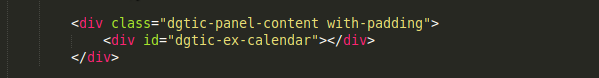 <div class="dgtic-panel-content with-padding">
<div id="dgtic-ex-calendar"></div>
</div>